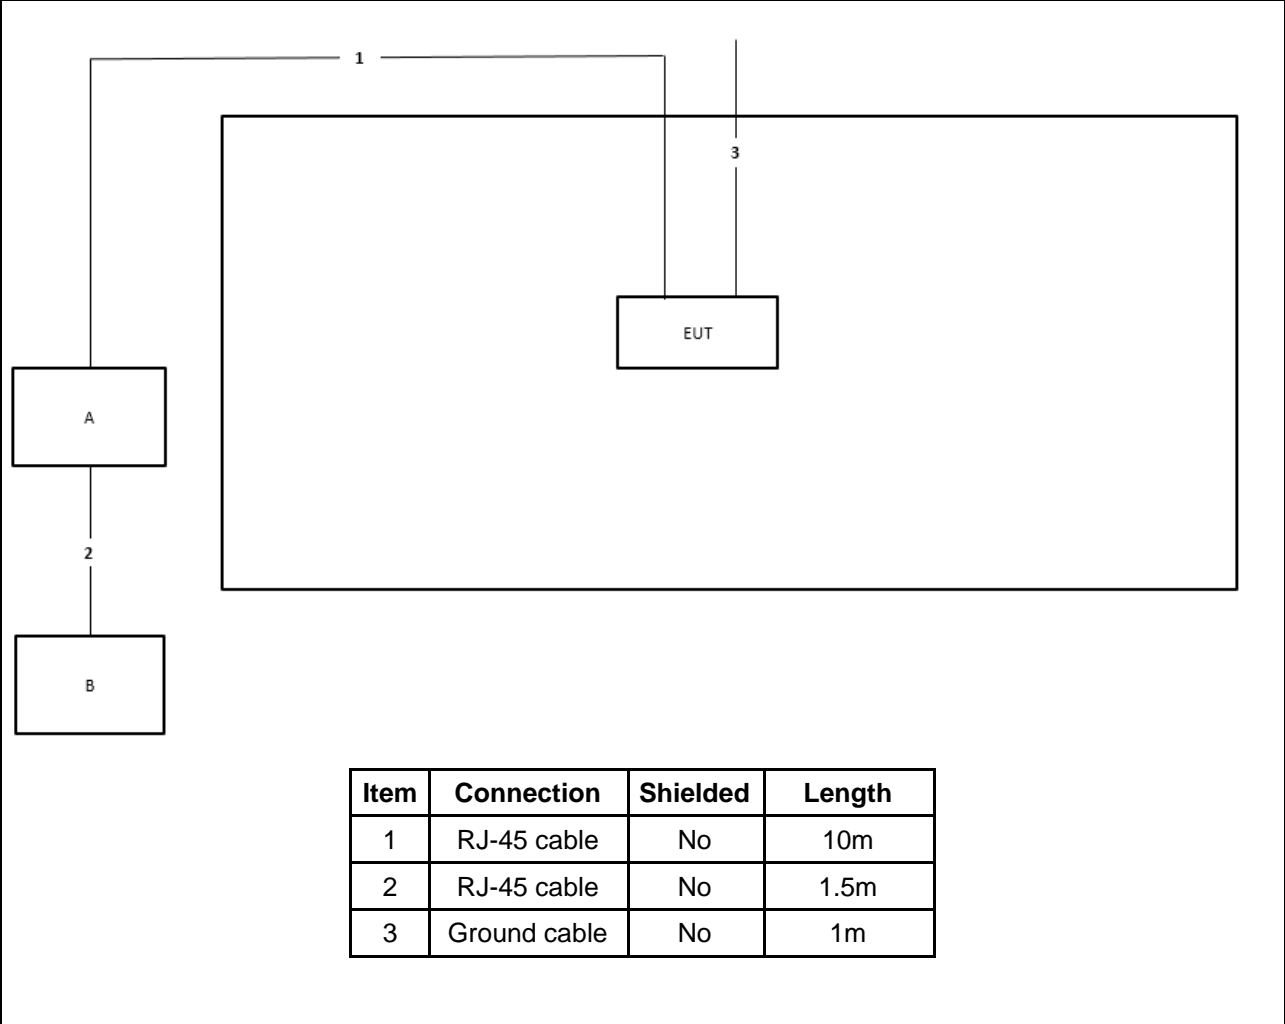 1
3
EUT
A
2
B
Item Connection Shielded Length
1 RJ-45 cable No 10m
2 RJ-45 cable No 1.5m
3 Ground cable No 1m